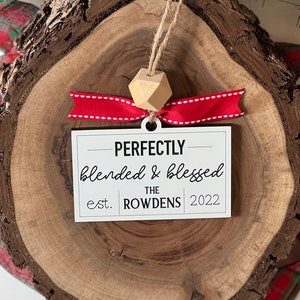 PERFECTLY
blended & blessed
est. THE ROWDENS 2022